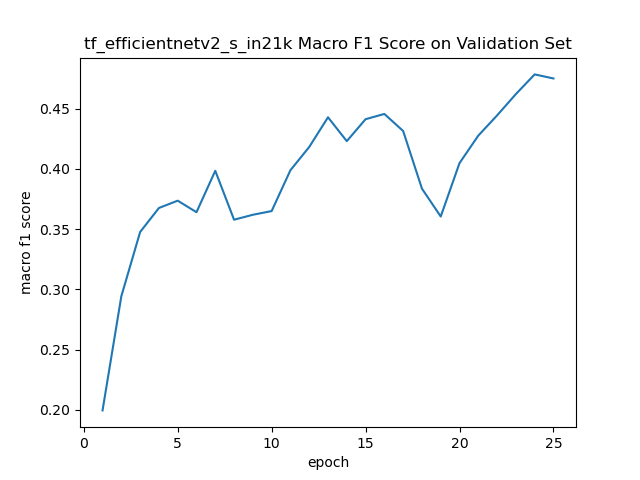 tf_efficientnetv2_s_in21k Macro F1 Score on Validation Set
macro f1 score
0.45
0.40
0.35
0.30
0.25
0.20
0 5 10 15 20 25
epoch